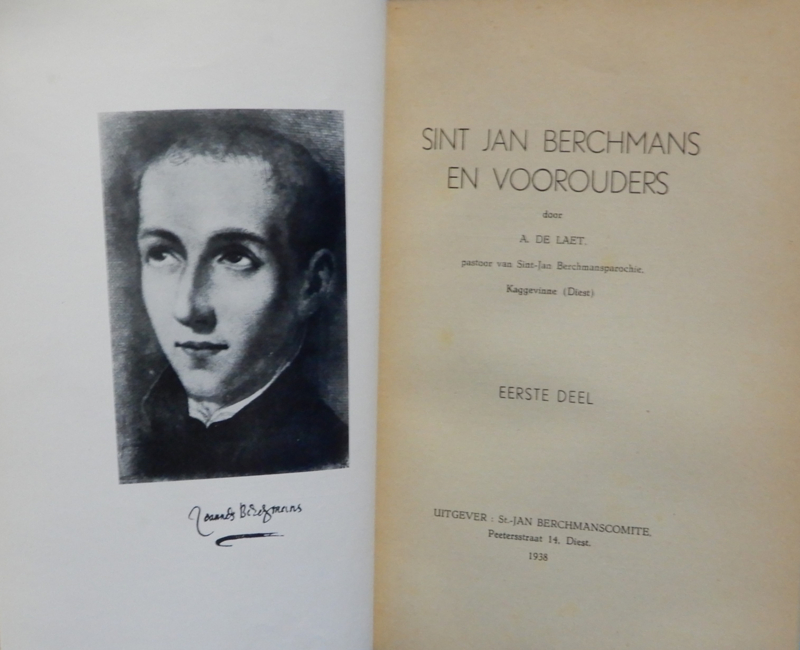 Joannes Berchmans
SINT JAN BERCHMANS
EN VOOROUDERS
door
A. DE LAET.
pastoor van Sint-Jan Berchmansparochie.
Kaggevinne (Diest)
EERSTE DEEL
UITGEVER : St.-JAN BERCHMANSCOMITE.
Peetersstraat 14. Diest.
1938